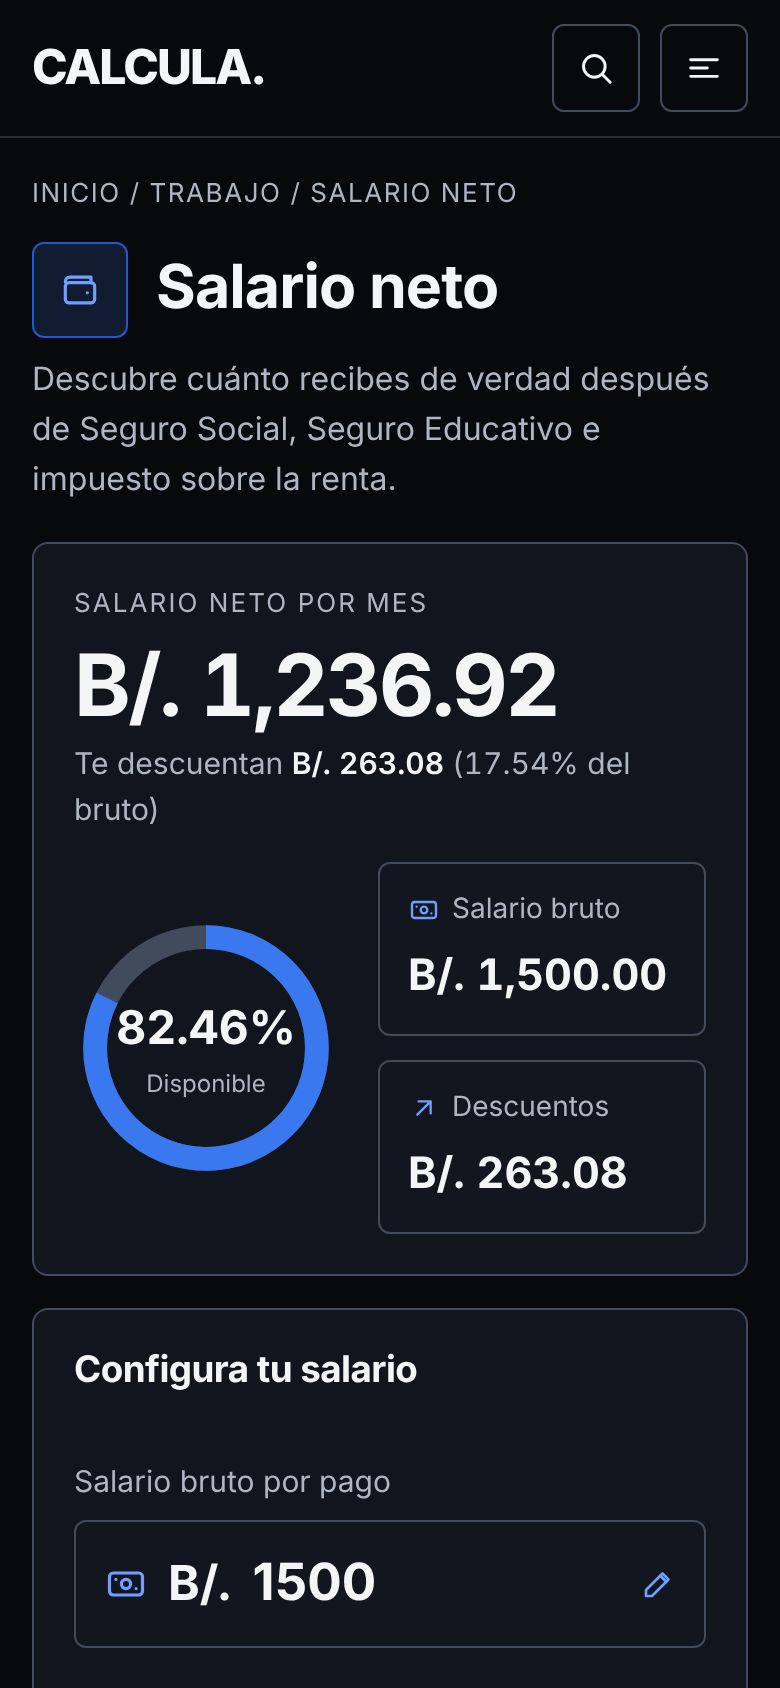 CALCULA.
INICIO / TRABAJO / SALARIO NETO
Salario neto
Descubre cuánto recibes de verdad después
de Seguro Social, Seguro Educativo e
impuesto sobre la renta.
SALARIO NETO POR MES
B/. 1,236.92
Te descuentan B/. 263.08 (17.54% del
bruto)
82.46%
Disponible
Salario bruto
B/. 1,500.00
Descuentos
B/. 263.08
Configura tu salario
Salario bruto por pago
B/. 1500